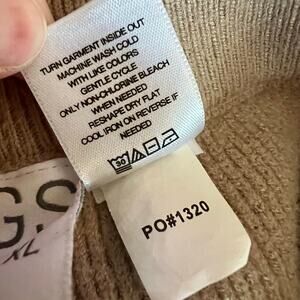 TURN GARMENT INSIDE OUT
MACHINE WASH COLD
WITH LIKE COLORS
GENTLE CYCLE
ONLY NON-CHLORINE BLEACH
WHEN NEEDED
RESHAPE DRY FLAT
COOL IRON ON REVERSE IF
NEEDED
30
PO#1320
GS
XL